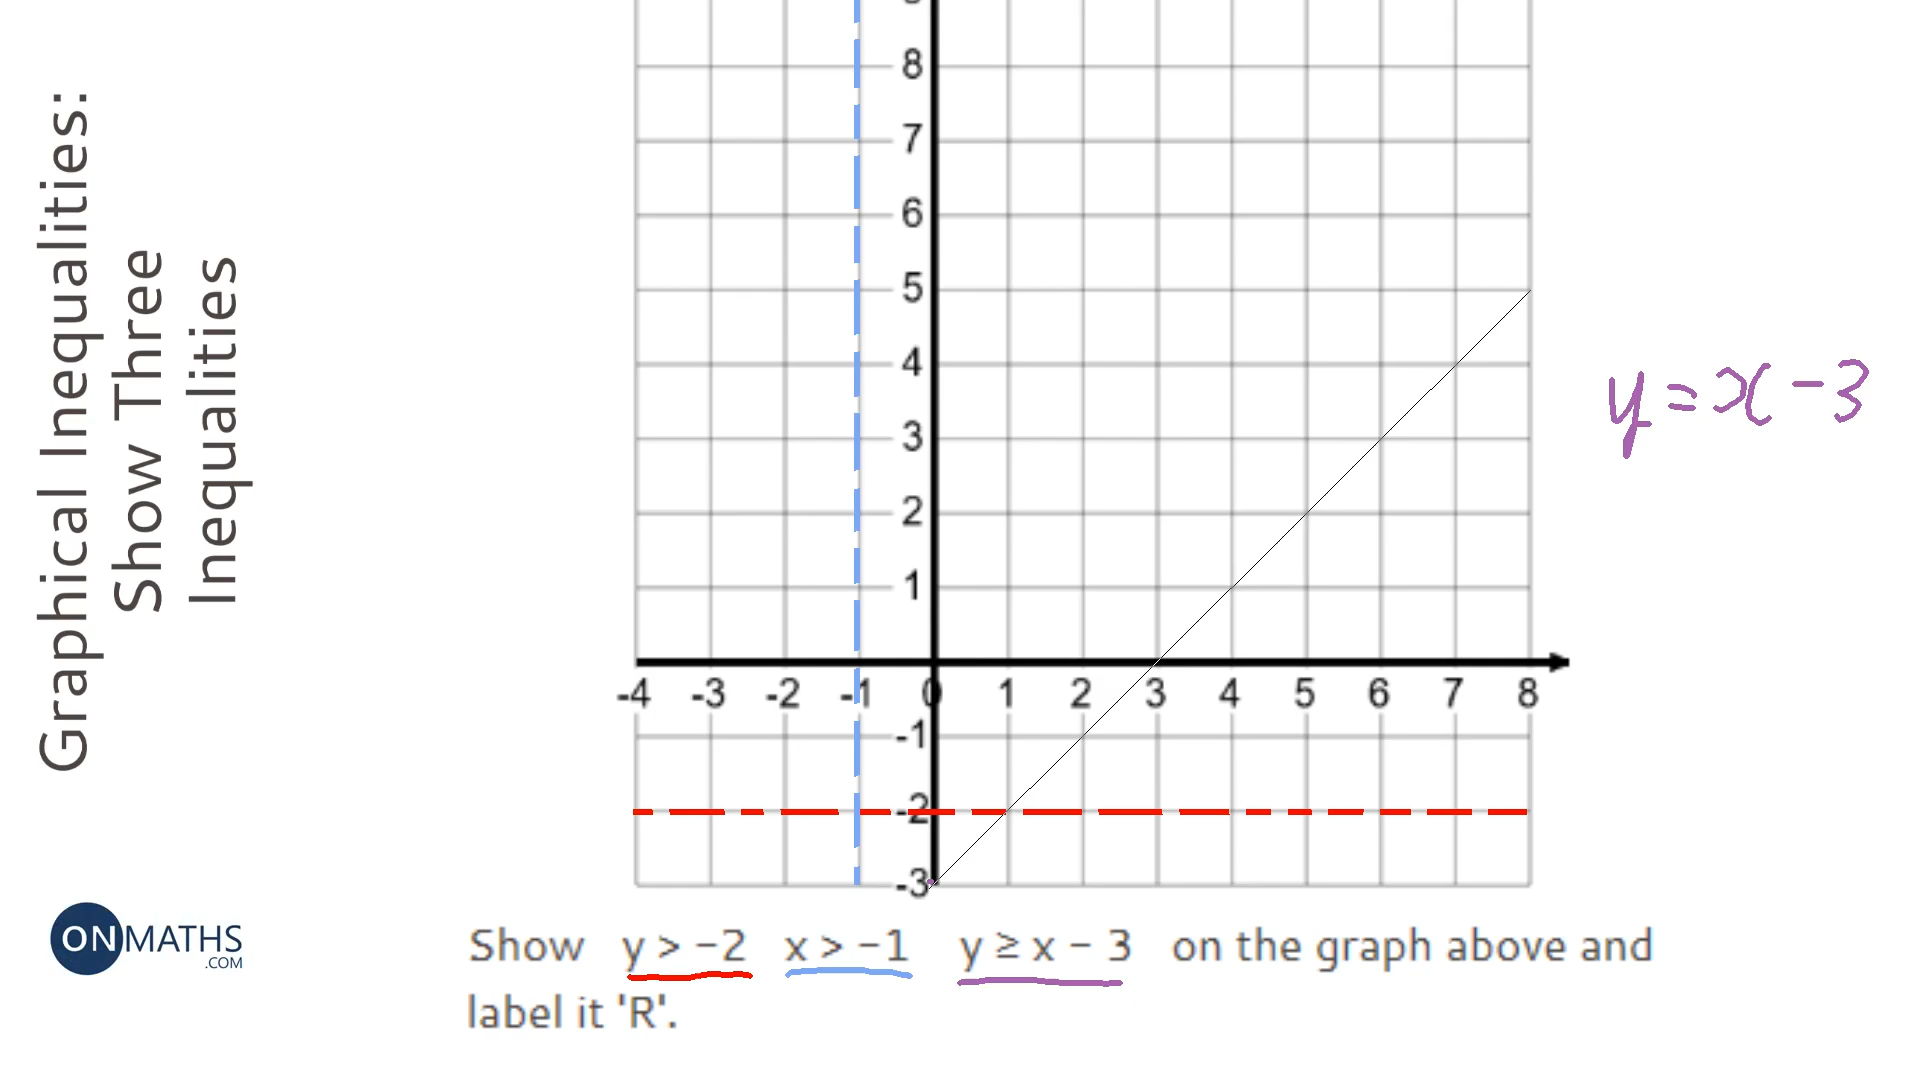 Graphical Inequalities:
Show Three
Inequalities
8
7
6
5
4
3
2
1
-4 -3 -2 -1 0 1 2 3 4 5 6 7 8
-1
-2
-3
y = x - 3
Show y > -2 x > -1 y ≥ x - 3 on the graph above and
label it 'R'.
ONMATHS
.COM